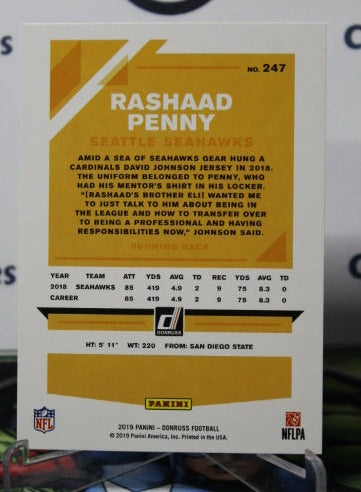 NO. 247
RASHAAD
PENNY
SEATTLE SEAHAWKS
AMID A SEA OF SEAHAWKS GEAR HUNG A
CARDINALS DAVID JOHNSON JERSEY IN 2018.
THE UNIFORM BELONGED TO PENNY, WHO
HAD HIS MENTOR'S SHIRT IN HIS LOCKER.
"[RASHAAD'S BROTHER ELI] WANTED ME
TO JUST TALK TO HIM ABOUT BEING IN
THE LEAGUE AND HOW TO TRANSFER OVER
TO BEING A PROFESSIONAL AND HAVING
RESPONSIBILITIES NOW," JOHNSON SAID.
RUNNING BACK
YEAR TEAM ATT YDS AVG TD REC YDS AVG TD
2018 SEAHAWKS 85 419 4.9 2 9 75 8.3 0
CAREER 85 419 4.9 2 9 75 8.3 0
D
DONRUSS
HT: 5' 11" WT: 220 FROM: SAN DIEGO STATE
PANINI
NFL
NFLPA
2019 PANINI – DONRUSS FOOTBALL
© 2019 Panini America, Inc. Printed in the USA.